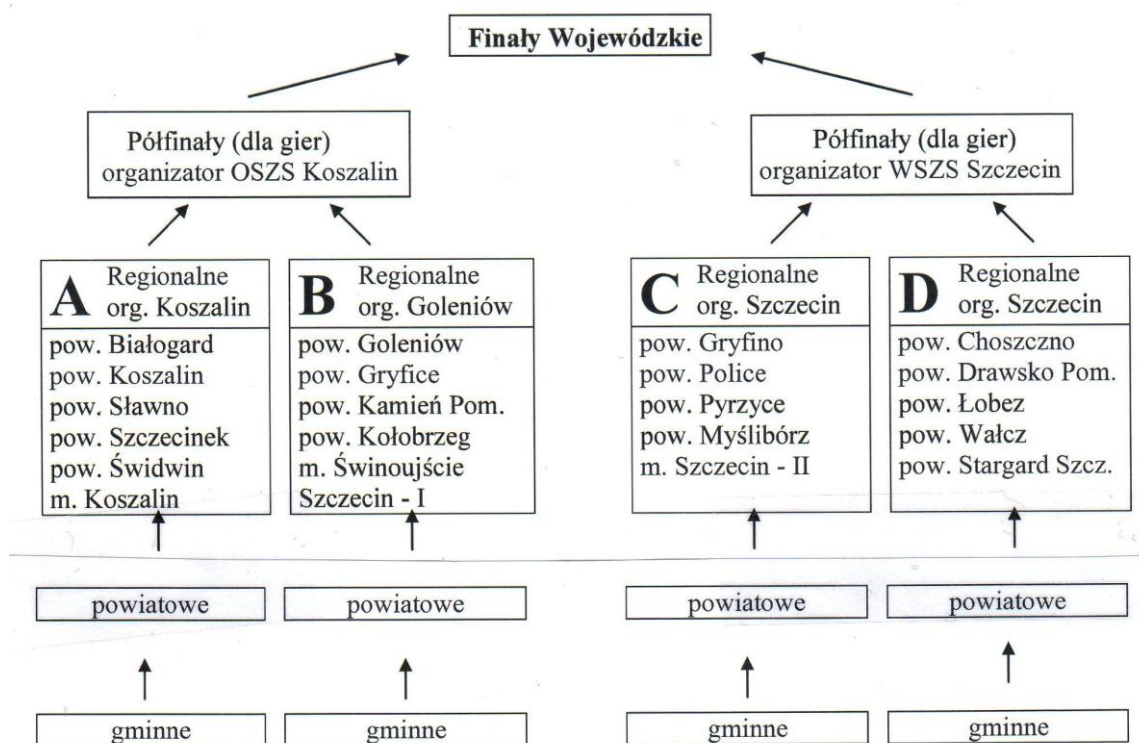 Finały Wojewódzkie
Półfinały (dla gier)
organizator OSZS Koszalin
Półfinały (dla gier)
organizator WSZS Szczecin
A Regionalne
org. Koszalin
pow. Białogard
pow. Koszalin
pow. Sławno
pow. Szczecinek
pow. Świdwin
m. Koszalin
B Regionalne
org. Goleniów
pow. Goleniów
pow. Gryfice
pow. Kamień Pom.
pow. Kołobrzeg
m. Świnoujście
Szczecin - I
C Regionalne
org. Szczecin
pow. Gryfino
pow. Police
pow. Pyrzyce
pow. Myślibórz
m. Szczecin - II
D Regionalne
org. Szczecin
pow. Choszczno
pow. Drawsko Pom.
pow. Łobez
pow. Wałcz
pow. Stargard Szcz.
powiatowe
powiatowe
powiatowe
powiatowe
gminne
gminne
gminne
gminne